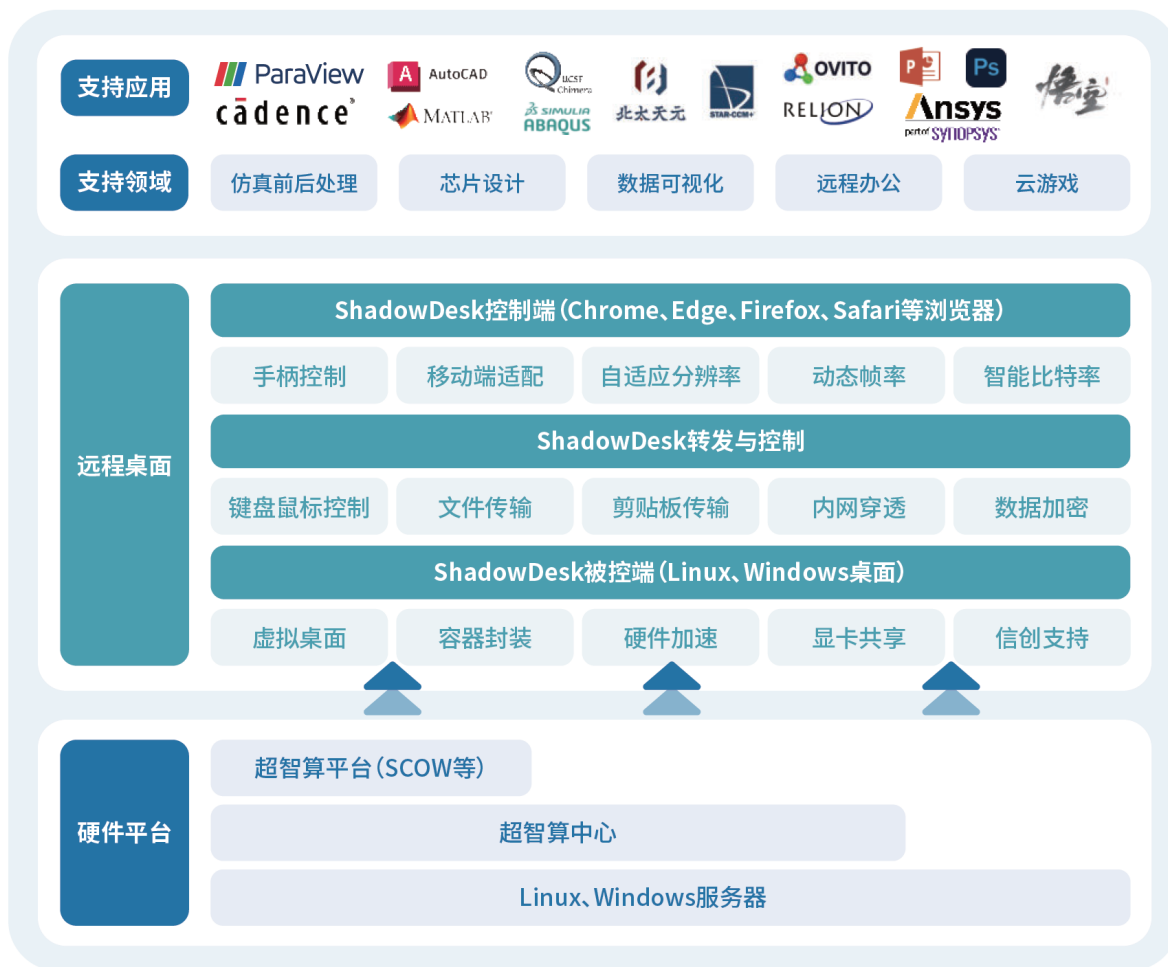 支持应用
ParaView
AutoCAD
UCSF
Chimera
OVITO
P
Ps
悟空
cādence®
MATLAB®
SIMULIA
ABAQUS
北太天元
STAR-CCM+
RELION
Ansys
part of SYNOPSYS®
支持领域
仿真前后处理
芯片设计
数据可视化
远程办公
云游戏
远程桌面
ShadowDesk控制端(Chrome、Edge、Firefox、Safari等浏览器)
手柄控制
移动端适配
自适应分辨率
动态帧率
智能比特率
ShadowDesk转发与控制
键盘鼠标控制
文件传输
剪贴板传输
内网穿透
数据加密
ShadowDesk被控端(Linux、Windows桌面)
虚拟桌面
容器封装
硬件加速
显卡共享
信创支持
硬件平台
超智算平台(SCOW等)
超智算中心
Linux、Windows服务器